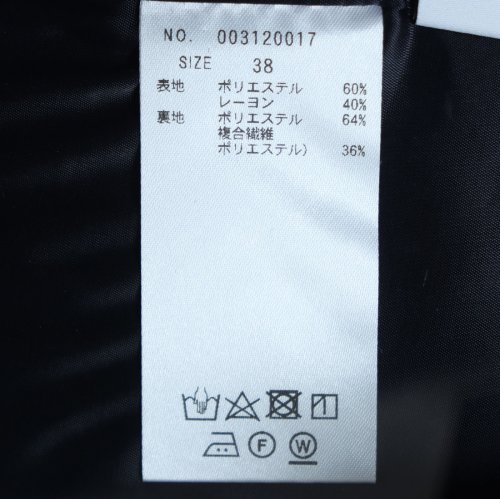 NO. 003120017
SIZE 38
表地 ポリエステル 60%
レーヨン 40%
裏地 ポリエステル 64%
複合繊維
ポリエステル) 36%
F W